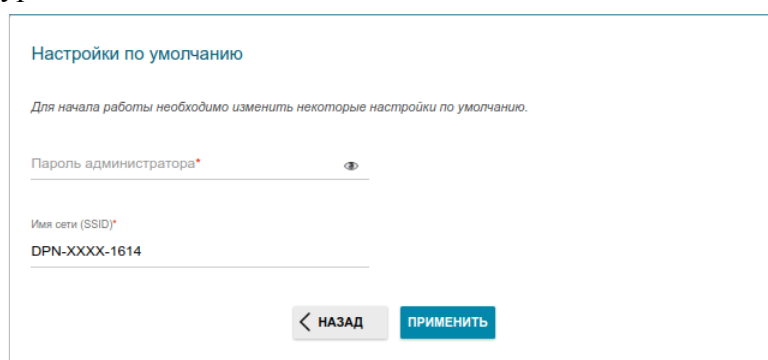 Настройки по умолчанию
Для начала работы необходимо изменить некоторые настройки по умолчанию.
Пароль администратора*
Имя сети (SSID)*
DPN-XXXX-1614
НАЗАД
ПРИМЕНИТЬ